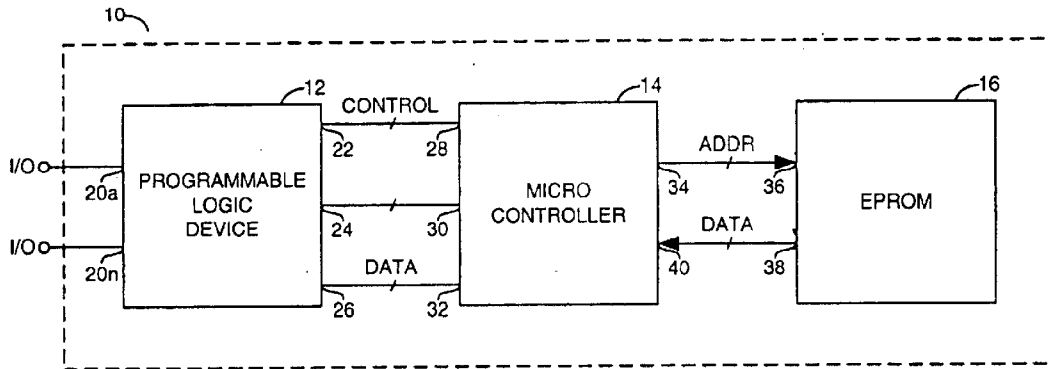 10
12
14
16
CONTROL
22
28
ADDR
34
36
I/O
20a
PROGRAMMABLE
LOGIC
DEVICE
MICRO
CONTROLLER
EPROM
24
30
DATA
40
38
I/O
20n
DATA
26
32